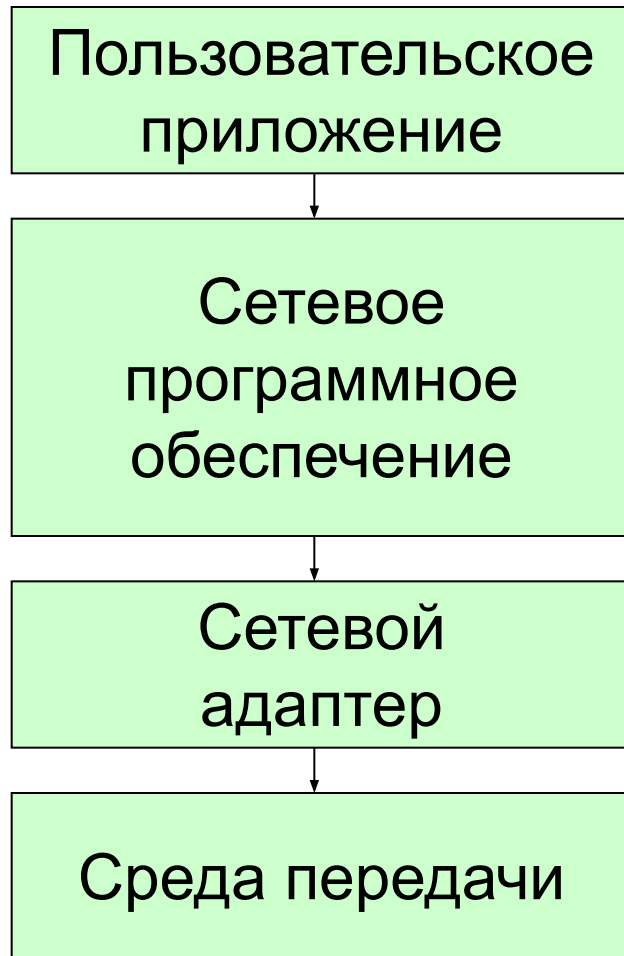 Пользовательское
приложение
Сетевое
программное
обеспечение
Сетевой
адаптер
Среда передачи